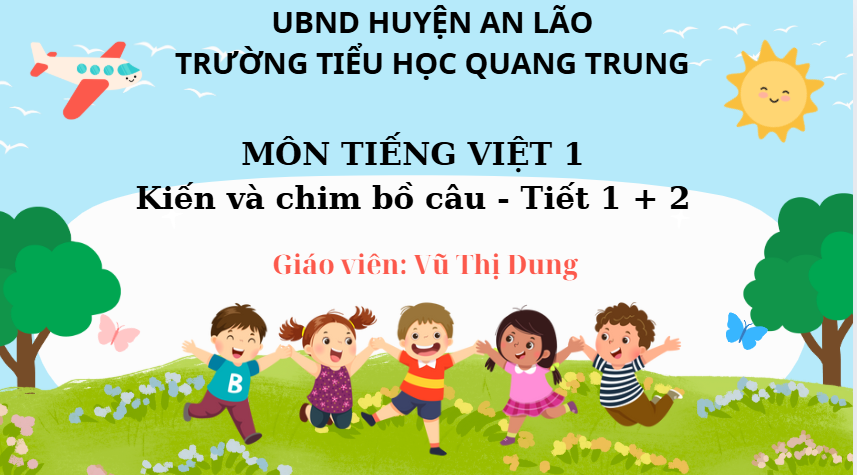 UBND HUYỆN AN LÃO
TRƯỜNG TIỂU HỌC QUANG TRUNG
MÔN TIẾNG VIỆT 1
Kiến và chim bồ câu - Tiết 1 + 2
Giáo viên: Vũ Thị Dung
B